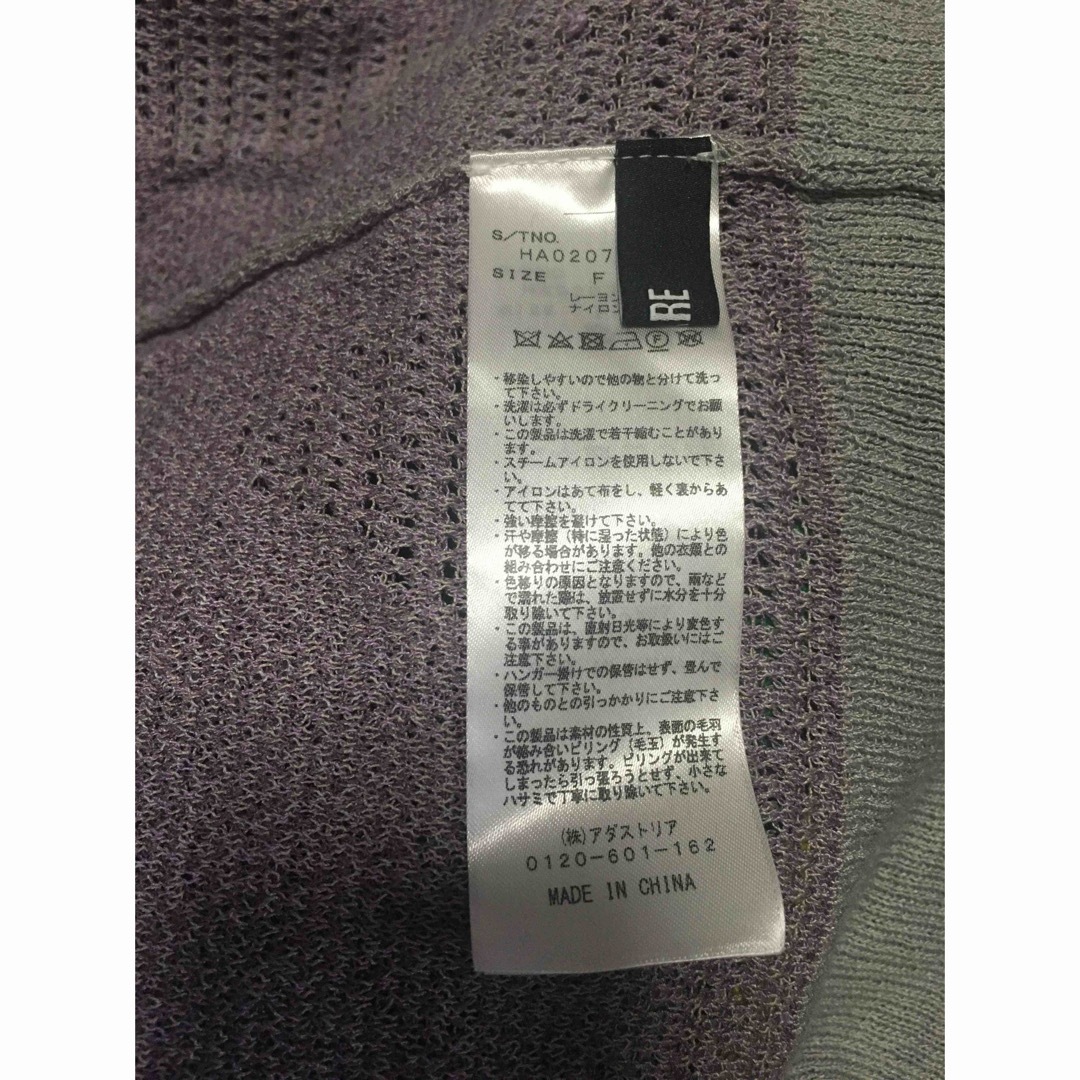 S/TNO.
HA0207
SIZE F
レーヨン
ナイロン
RE
・移染しやすいので他の物と分けて洗っ
て下さい。
・洗濯は必ずドライクリーニングでお願
いします。
・この製品は洗濯で若干縮むことがあり
ます。
・スチームアイロンを使用しないで下さ
い。
・アイロンはあて布をし、軽く裏からあ
てて下さい。
・強い摩擦を避けて下さい。
・汗や摩擦（特に湿った状態）により色
が移る場合があります。他の衣類との
組み合わせにご注意ください。
・色移りの原因となりますので、雨など
で濡れた際は、放置せずに水分を十分
取り除いて下さい。
・この製品は、直射日光等により変色す
る事がありますので、お取扱いにはご
注意下さい。
・ハンガー掛けでの保管はせず、畳んで
保管して下さい。
・他のものとの引っかかりにご注意下さ
い。
・この製品は素材の性質上、表面の毛羽
が絡み合いピリング（毛玉）が発生す
る恐れがあります。ピリングが出来て
しまったら引っ張ろうとせず、小さな
ハサミで丁寧に取り除いて下さい。
（株）アダストリア
0120-601-162
MADE IN CHINA